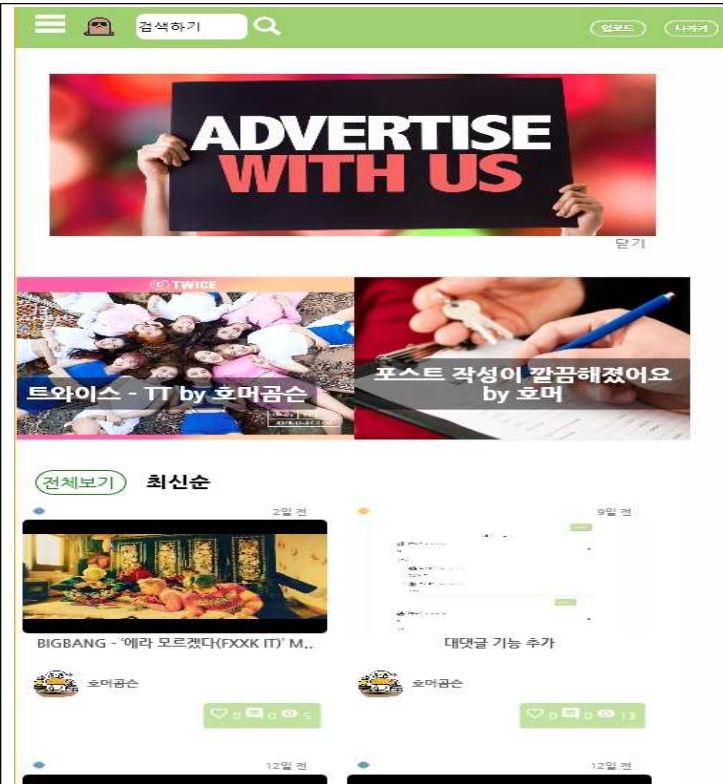 검색하기
업로드
나가기
ADVERTISE
WITH US
닫기
TWICE
트와이스 - TT by 호머곰슨
포스트 작성이 깔끔해졌어요
by 호머
전체보기 최신순
2일 전
9일 전
BIGBANG - ‘에라 모르겠다(FXXK IT)’ M..
대댓글 기능 추가
호머곰슨
호머곰슨
0 0 5
0 0 13
12일 전
12일 전